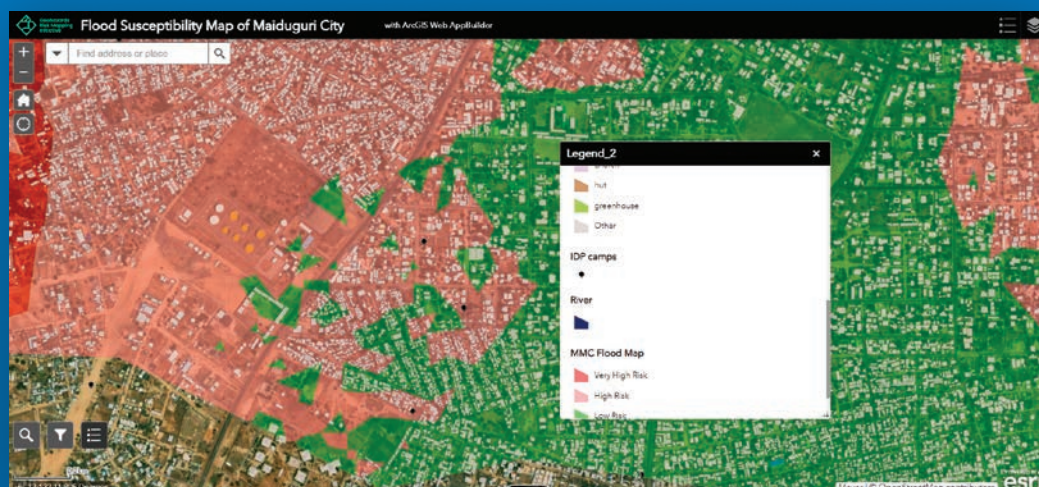 Flood Susceptibility Map of Maiduguri City
with ArcGIS Web AppBuilder
Find address or place
Legend_2
hut
greenhouse
Other
IDP camps
River
MMC Flood Map
Very High Risk
High Risk
Low Risk
esri